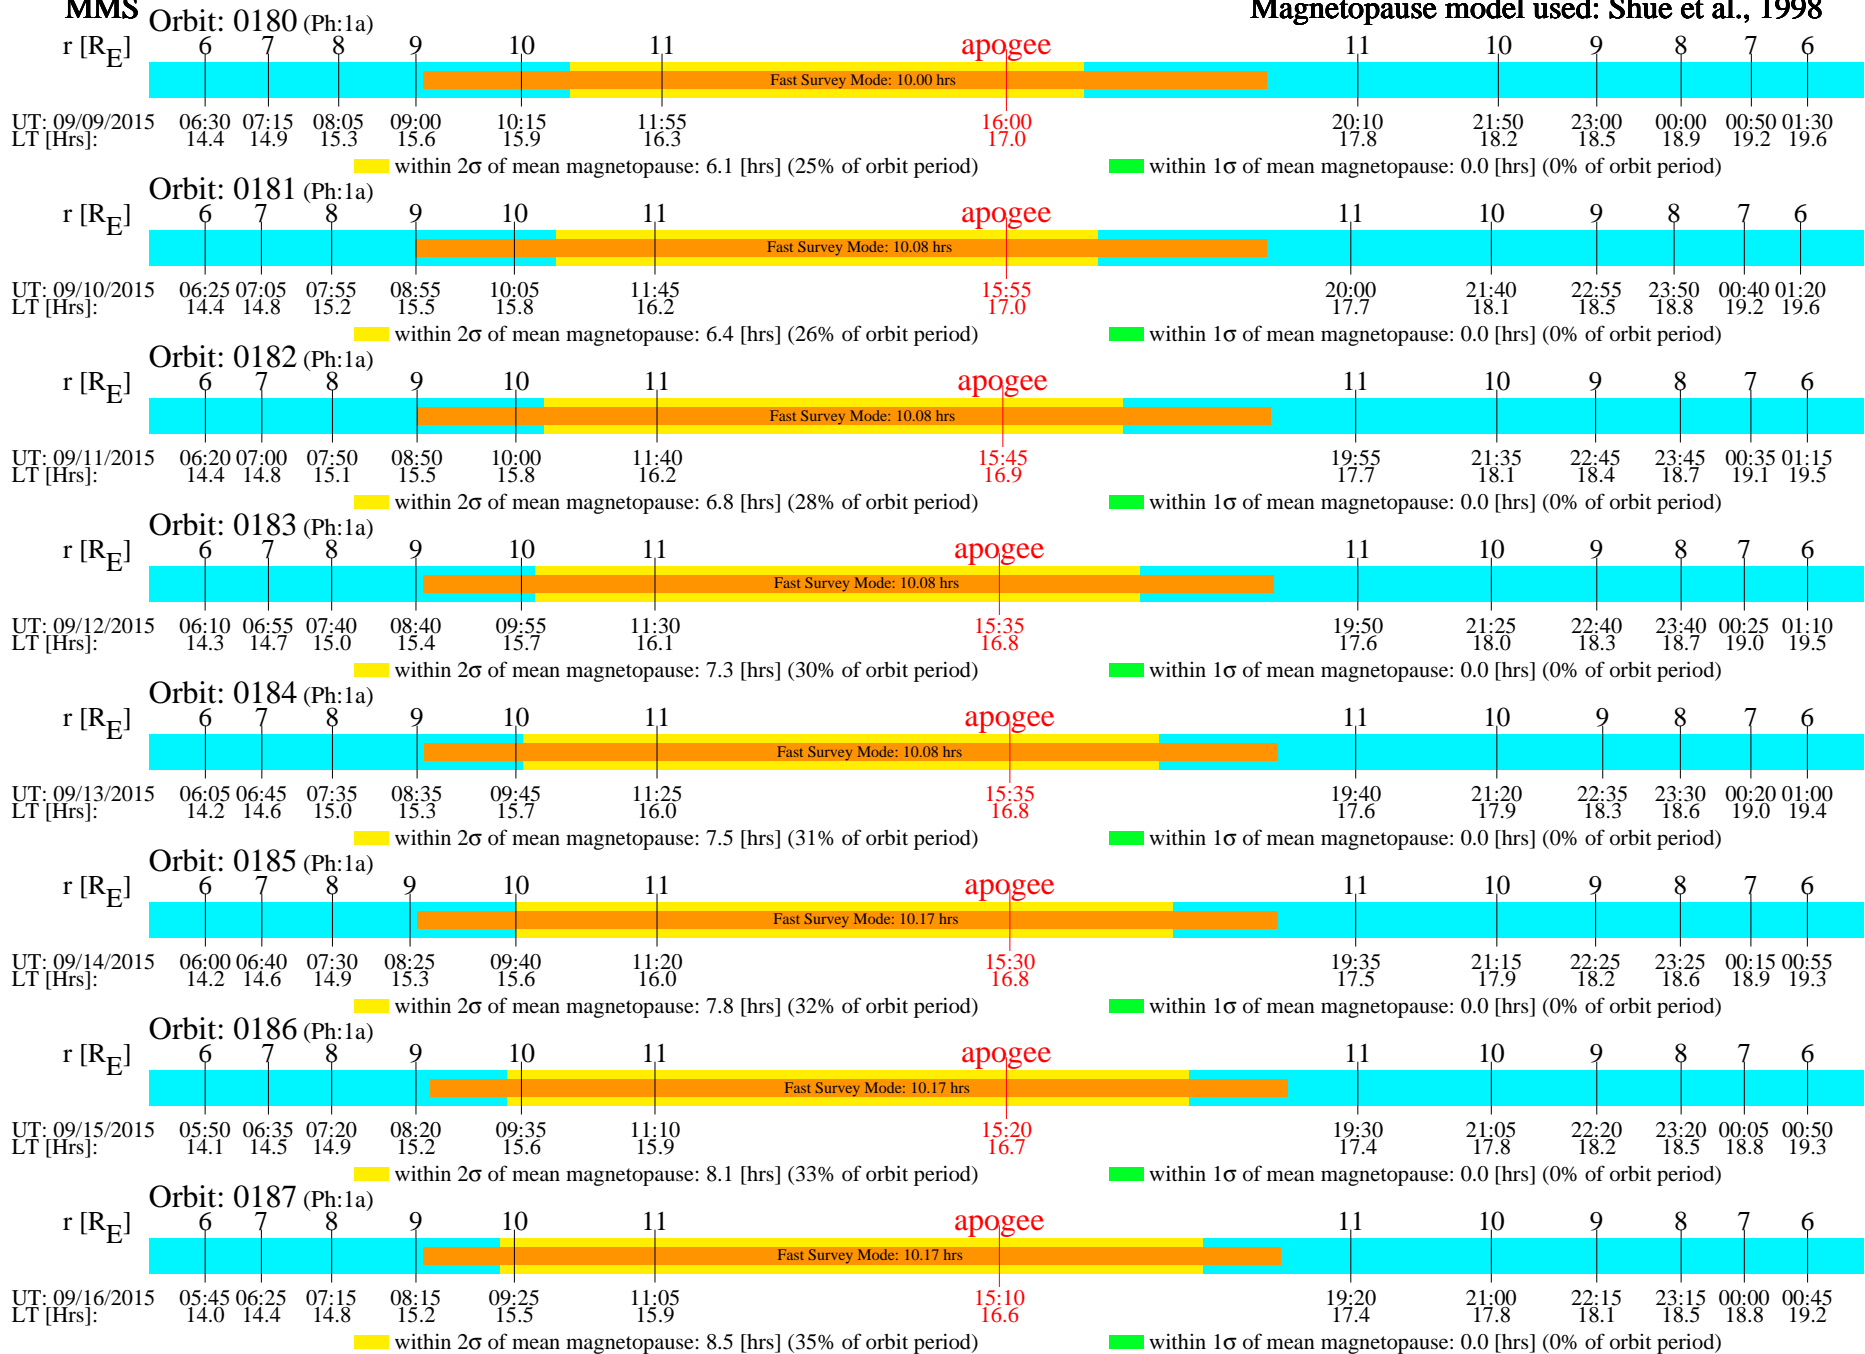 MMS Magnetopause model used: Shue et al., 1998
Orbit: 0180 (Ph:1a)
r [RE] 6 7 8 9 10 11 apogee 11 10 9 8 7 6
Fast Survey Mode: 10.00 hrs
UT: 09/09/2015 06:30 07:15 08:05 09:00 10:15 11:55 16:00 20:10 21:50 23:00 00:00 00:50 01:30
LT [Hrs]: 14.4 14.9 15.3 15.6 15.9 16.3 17.0 17.8 18.2 18.5 18.9 19.2 19.6
within 2σ of mean magnetopause: 6.1 [hrs] (25% of orbit period) within 1σ of mean magnetopause: 0.0 [hrs] (0% of orbit period)
Orbit: 0181 (Ph:1a)
r [RE] 6 7 8 9 10 11 apogee 11 10 9 8 7 6
Fast Survey Mode: 10.08 hrs
UT: 09/10/2015 06:25 07:05 07:55 08:55 10:05 11:45 15:55 20:00 21:40 22:55 23:50 00:40 01:20
LT [Hrs]: 14.4 14.8 15.2 15.5 15.8 16.2 17.0 17.7 18.1 18.5 18.8 19.2 19.6
within 2σ of mean magnetopause: 6.4 [hrs] (26% of orbit period) within 1σ of mean magnetopause: 0.0 [hrs] (0% of orbit period)
Orbit: 0182 (Ph:1a)
r [RE] 6 7 8 9 10 11 apogee 11 10 9 8 7 6
Fast Survey Mode: 10.08 hrs
UT: 09/11/2015 06:20 07:00 07:50 08:50 10:00 11:40 15:45 19:55 21:35 22:45 23:45 00:35 01:15
LT [Hrs]: 14.4 14.8 15.1 15.5 15.8 16.2 16.9 17.7 18.1 18.4 18.7 19.1 19.5
within 2σ of mean magnetopause: 6.8 [hrs] (28% of orbit period) within 1σ of mean magnetopause: 0.0 [hrs] (0% of orbit period)
Orbit: 0183 (Ph:1a)
r [RE] 6 7 8 9 10 11 apogee 11 10 9 8 7 6
Fast Survey Mode: 10.08 hrs
UT: 09/12/2015 06:10 06:55 07:40 08:40 09:55 11:30 15:35 19:50 21:25 22:40 23:40 00:25 01:10
LT [Hrs]: 14.3 14.7 15.0 15.4 15.7 16.1 16.8 17.6 18.0 18.3 18.7 19.0 19.5
within 2σ of mean magnetopause: 7.3 [hrs] (30% of orbit period) within 1σ of mean magnetopause: 0.0 [hrs] (0% of orbit period)
Orbit: 0184 (Ph:1a)
r [RE] 6 7 8 9 10 11 apogee 11 10 9 8 7 6
Fast Survey Mode: 10.08 hrs
UT: 09/13/2015 06:05 06:45 07:35 08:35 09:45 11:25 15:35 19:40 21:20 22:35 23:30 00:20 01:00
LT [Hrs]: 14.2 14.6 15.0 15.3 15.7 16.0 16.8 17.6 17.9 18.3 18.6 19.0 19.4
within 2σ of mean magnetopause: 7.5 [hrs] (31% of orbit period) within 1σ of mean magnetopause: 0.0 [hrs] (0% of orbit period)
Orbit: 0185 (Ph:1a)
r [RE] 6 7 8 9 10 11 apogee 11 10 9 8 7 6
Fast Survey Mode: 10.17 hrs
UT: 09/14/2015 06:00 06:40 07:30 08:25 09:40 11:20 15:30 19:35 21:15 22:25 23:25 00:15 00:55
LT [Hrs]: 14.2 14.6 14.9 15.3 15.6 16.0 16.8 17.5 17.9 18.2 18.6 18.9 19.3
within 2σ of mean magnetopause: 7.8 [hrs] (32% of orbit period) within 1σ of mean magnetopause: 0.0 [hrs] (0% of orbit period)
Orbit: 0186 (Ph:1a)
r [RE] 6 7 8 9 10 11 apogee 11 10 9 8 7 6
Fast Survey Mode: 10.17 hrs
UT: 09/15/2015 05:50 06:35 07:20 08:20 09:35 11:10 15:20 19:30 21:05 22:20 23:20 00:05 00:50
LT [Hrs]: 14.1 14.5 14.9 15.2 15.6 15.9 16.7 17.4 17.8 18.2 18.5 18.8 19.3
within 2σ of mean magnetopause: 8.1 [hrs] (33% of orbit period) within 1σ of mean magnetopause: 0.0 [hrs] (0% of orbit period)
Orbit: 0187 (Ph:1a)
r [RE] 6 7 8 9 10 11 apogee 11 10 9 8 7 6
Fast Survey Mode: 10.17 hrs
UT: 09/16/2015 05:45 06:25 07:15 08:15 09:25 11:05 15:10 19:20 21:00 22:15 23:15 00:00 00:45
LT [Hrs]: 14.0 14.4 14.8 15.2 15.5 15.9 16.6 17.4 17.8 18.1 18.5 18.8 19.2
within 2σ of mean magnetopause: 8.5 [hrs] (35% of orbit period) within 1σ of mean magnetopause: 0.0 [hrs] (0% of orbit period)